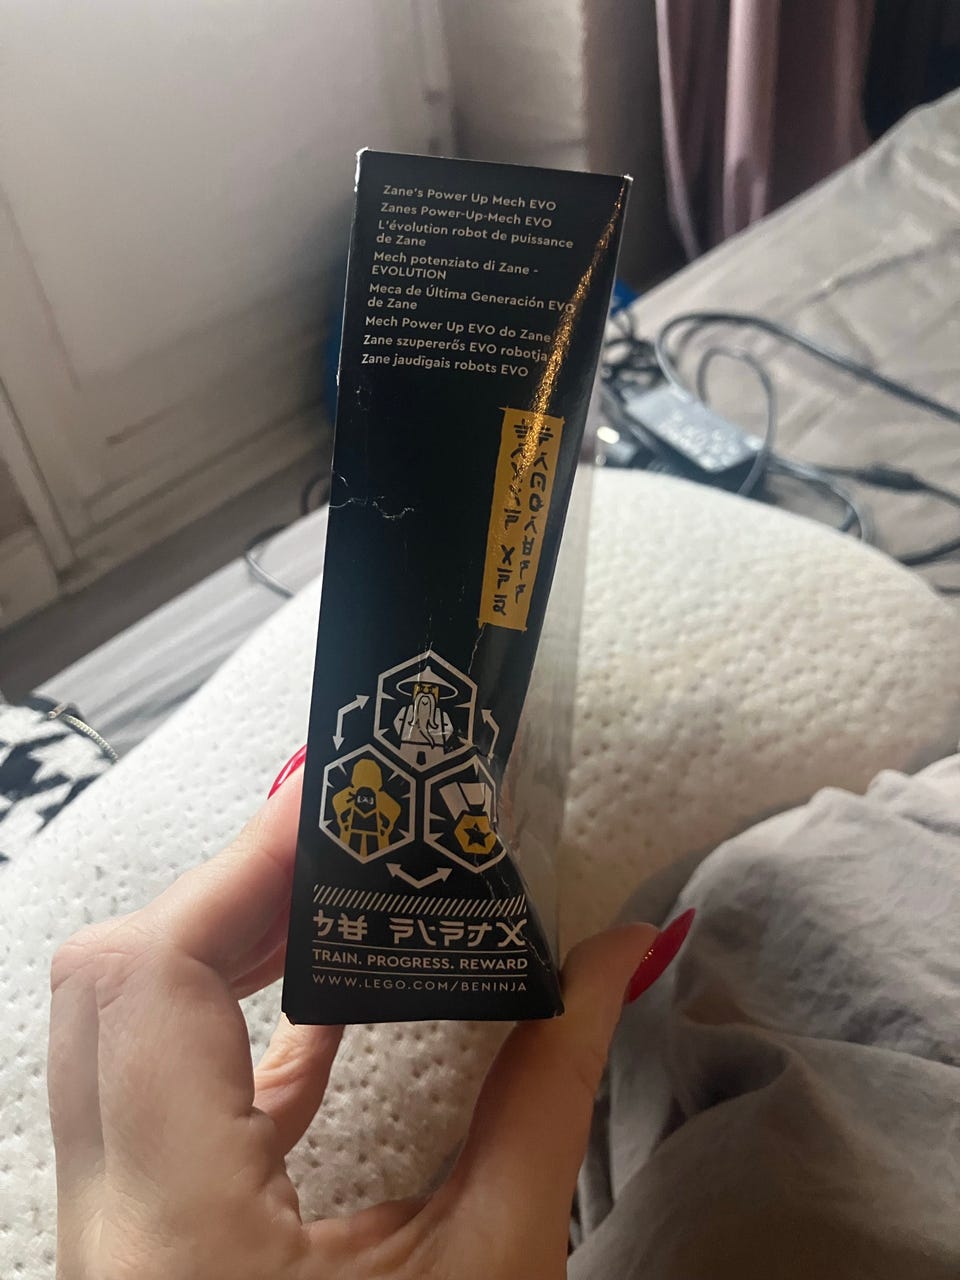 Zane's Power Up Mech EVO
Zanes Power-Up-Mech EVO
L'évolution robot de puissance
de Zane
Mech potenziato di Zane -
EVOLUTION
Meca de Última Generación EVO
de Zane
Mech Power Up EVO do Zane
Zane szupererős EVO robotja
Zane jaudīgais robots EVO
TRAIN. PROGRESS. REWARD
WWW.LEGO.COM/BENINJA